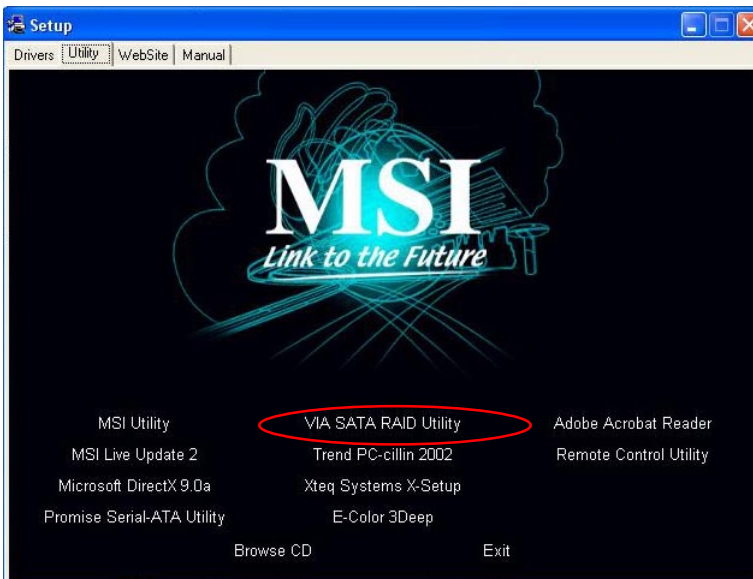 Setup
Drivers Utility WebSite Manual
MSI
Link to the Future
MSI Utility VIA SATA RAID Utility Adobe Acrobat Reader
MSI Live Update 2 Trend PC-cillin 2002 Remote Control Utility
Microsoft DirectX 9.0a Xteq Systems X-Setup
Promise Serial-ATA Utility E-Color 3Deep
Browse CD Exit